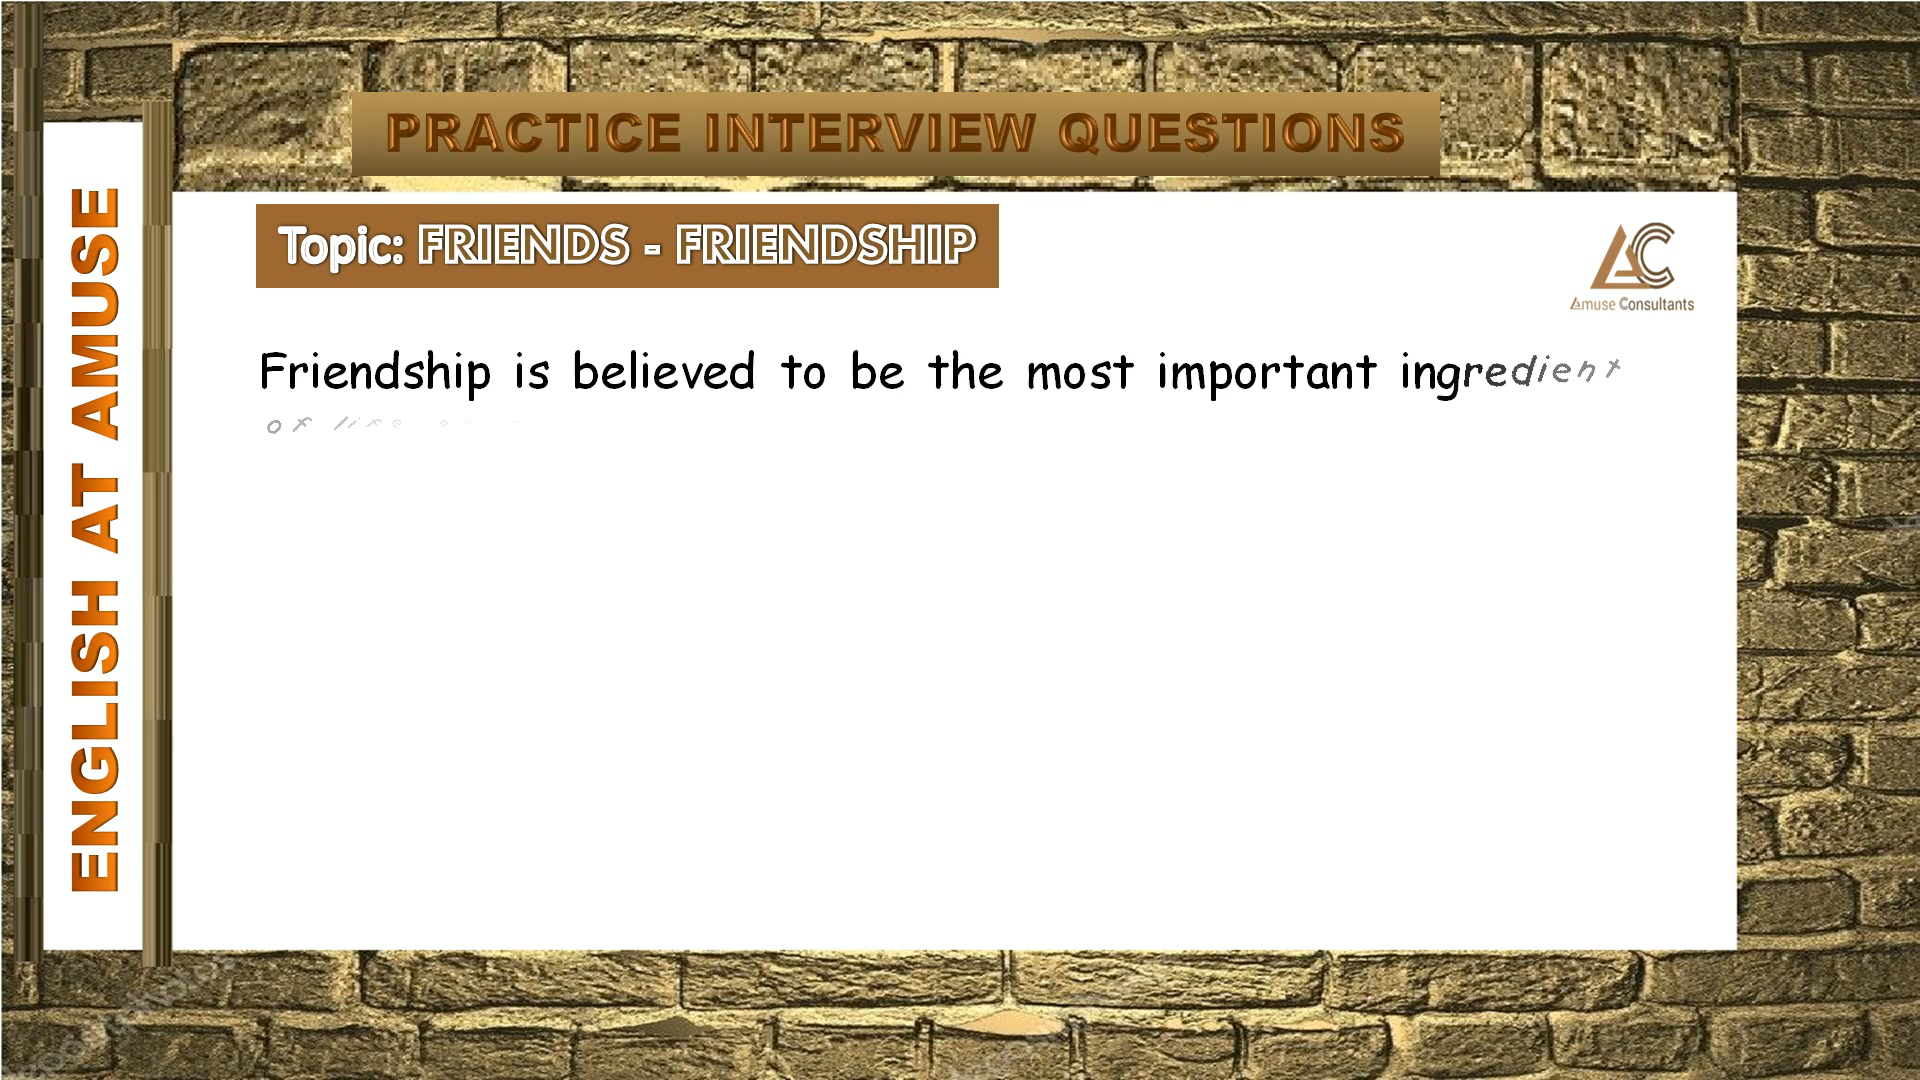 PRACTICE INTERVIEW QUESTIONS
ENGLISH AT AMUSE
Topic: FRIENDS - FRIENDSHIP
AC
Amuse Consultants
Friendship is believed to be the most important ingredient
of life